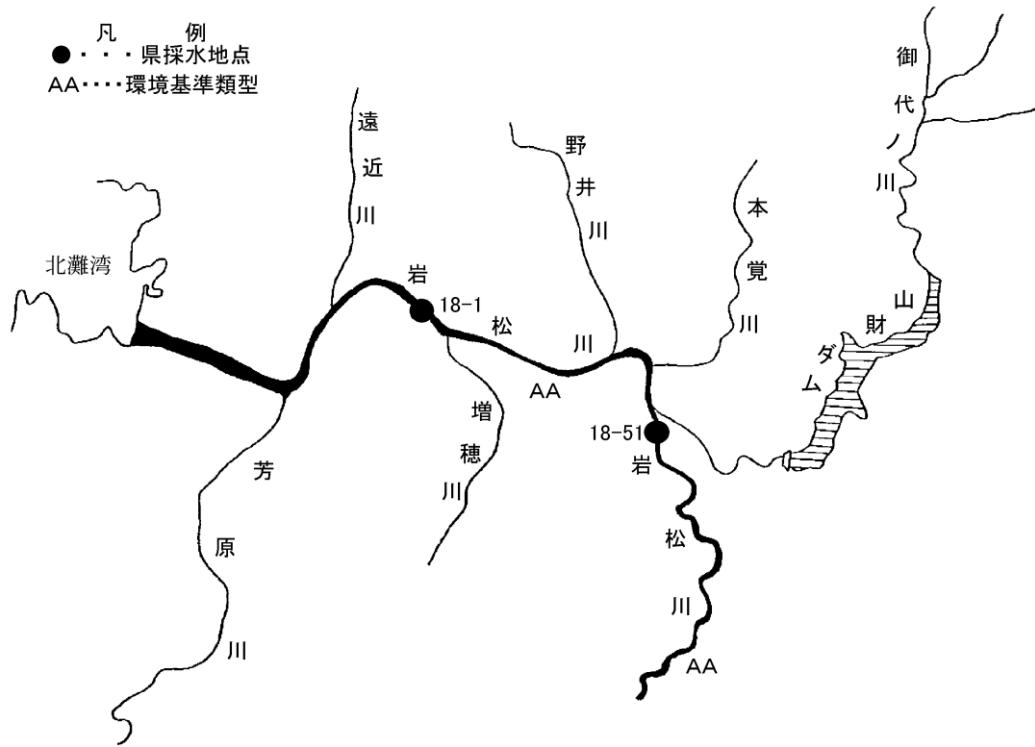 凡 例
●・・・県採水地点
AA・・・・環境基準類型
御代ノ川
遠近川
野井川
本覚川
北灘湾
岩松川
18-1
AA
山財ダム
増穂川
18-51
岩松川
AA
芳原川